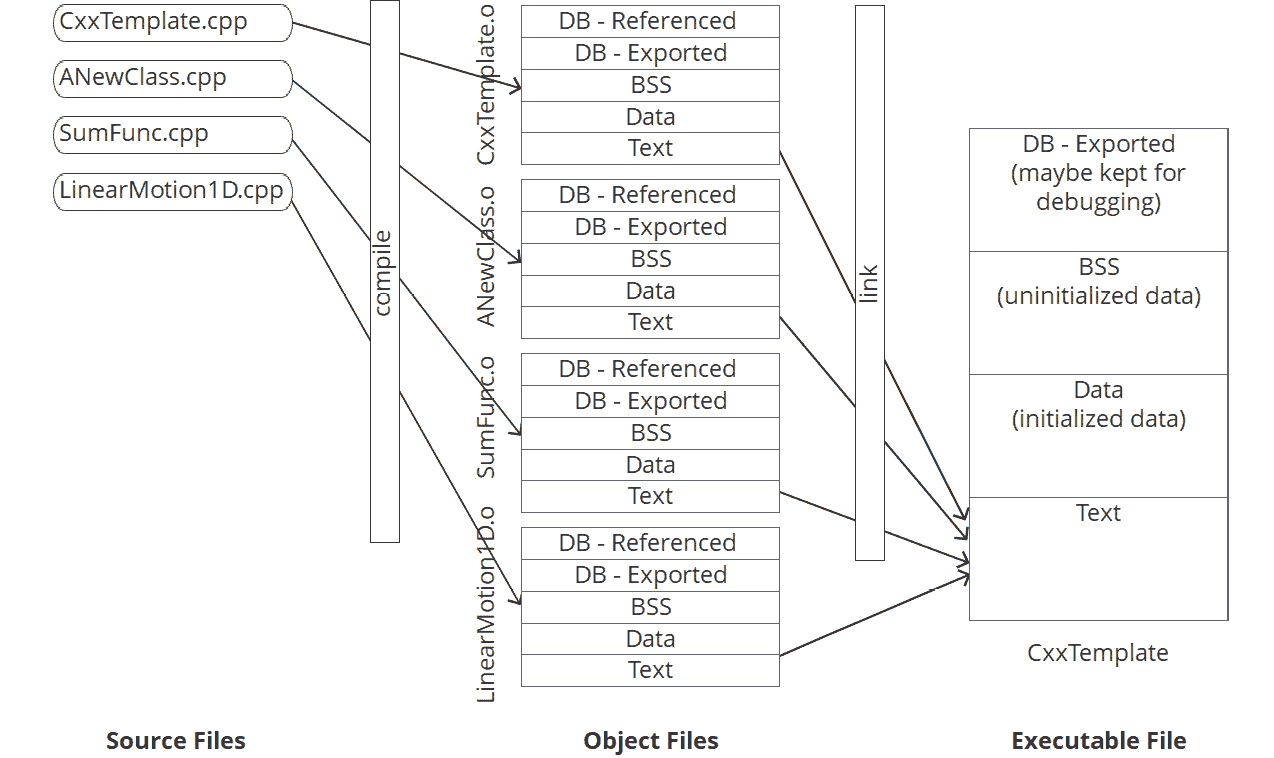 CxxTemplate.cpp
ANewClass.cpp
SumFunc.cpp
LinearMotion1D.cpp
compile
CxxTemplate.o
DB - Referenced
DB - Exported
BSS
Data
Text
ANewClass.o
DB - Referenced
DB - Exported
BSS
Data
Text
SumFunc.o
DB - Referenced
DB - Exported
BSS
Data
Text
LinearMotion1D.o
DB - Referenced
DB - Exported
BSS
Data
Text
link
DB - Exported
(maybe kept for
debugging)
BSS
(uninitialized data)
Data
(initialized data)
Text
CxxTemplate
Source Files
Object Files
Executable File